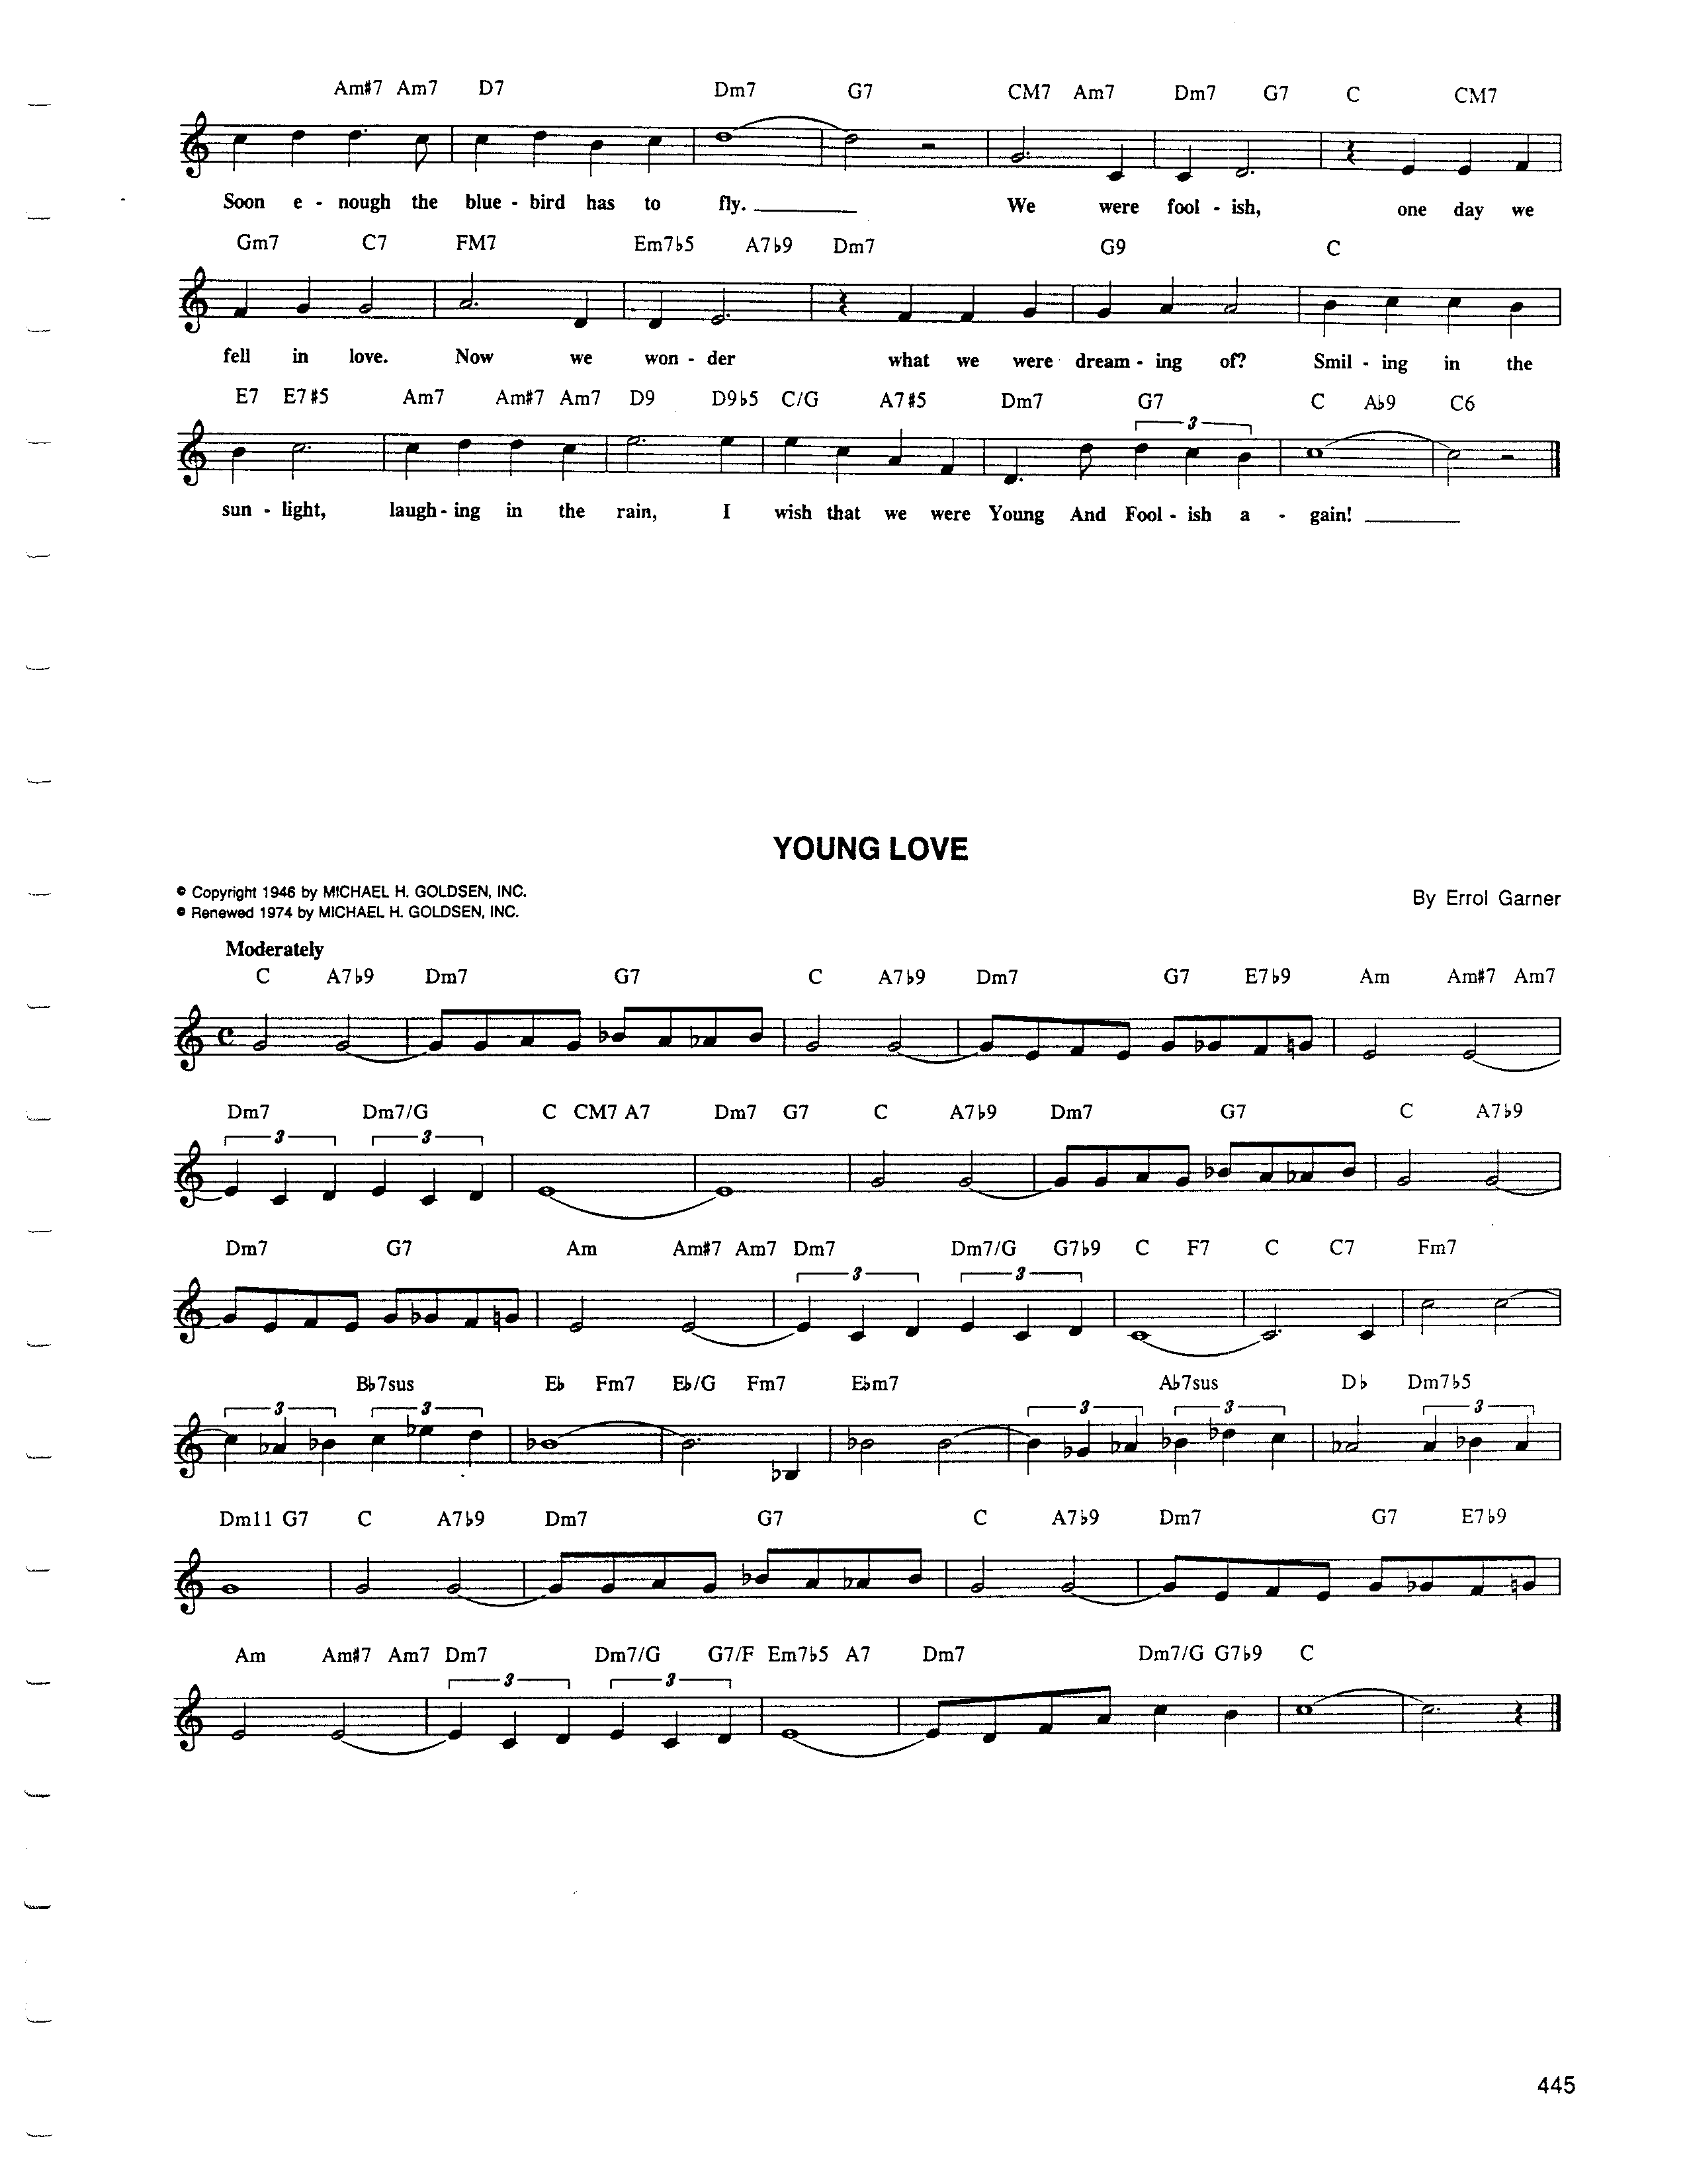 Am#7 Am7 D7 Dm7 G7 CM7 Am7 Dm7 G7 C CM7
Soon e - nough the blue - bird has to fly. We were fool - ish, one day we
Gm7 C7 FM7 Em7♭5 A7♭9 Dm7 G9 C
fell in love. Now we won - der what we were dream - ing of? Smil - ing in the
E7 E7#5 Am7 Am#7 Am7 D9 D9♭5 C/G A7#5 Dm7 G7 C A♭9 C6
3
sun - light, laugh - ing in the rain, I wish that we were Young And Fool - ish a - gain!
YOUNG LOVE
© Copyright 1946 by MICHAEL H. GOLDSEN, INC.
© Renewed 1974 by MICHAEL H. GOLDSEN, INC.
By Errol Garner
Moderately
C A7♭9 Dm7 G7 C A7♭9 Dm7 G7 E7♭9 Am Am#7 Am7
Dm7 Dm7/G C CM7 A7 Dm7 G7 C A7♭9 Dm7 G7 C A7♭9
3 3
Dm7 G7 Am Am#7 Am7 Dm7 Dm7/G G7♭9 C F7 C C7 Fm7
3 3
B♭7sus E♭ Fm7 E♭/G Fm7 E♭m7 A♭7sus D♭ Dm7♭5
3 3 3 3 3
Dm11 G7 C A7♭9 Dm7 G7 C A7♭9 Dm7 G7 E7♭9
Am Am#7 Am7 Dm7 Dm7/G G7/F Em7♭5 A7 Dm7 Dm7/G G7♭9 C
3 3
445